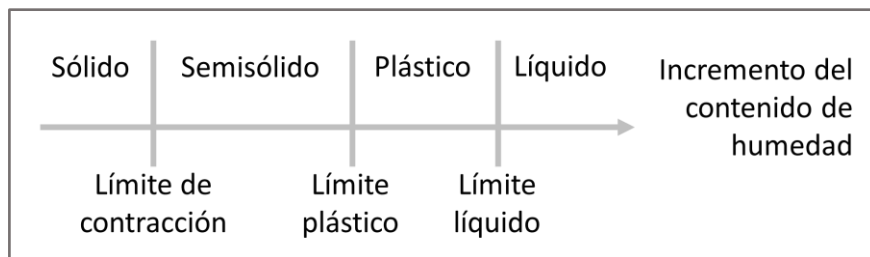 Sólido Semisólido Plástico Líquido
Incremento del
contenido de
humedad
Límite de
contracción
Límite
plástico
Límite
líquido